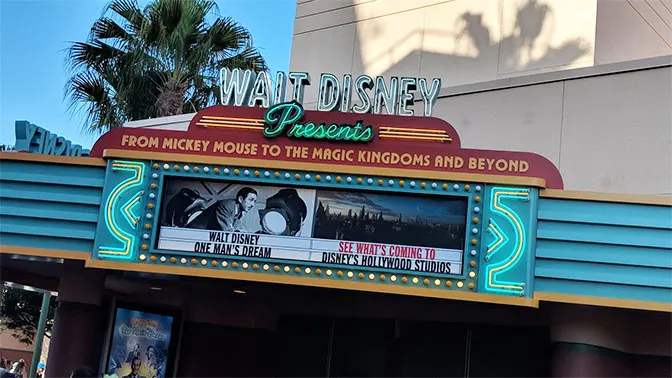 WALT DISNEY
Presents
FROM MICKEY MOUSE TO THE MAGIC KINGDOMS AND BEYOND
WALT DISNEY
ONE MAN'S DREAM
SEE WHAT'S COMING TO
DISNEY'S HOLLYWOOD STUDIOS